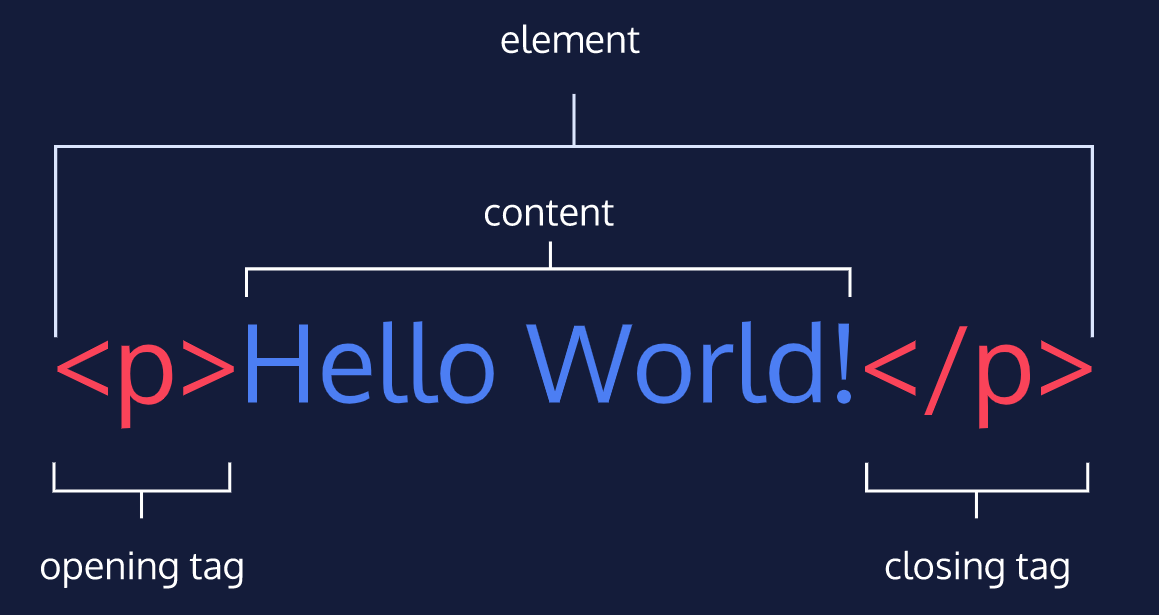 element
content
<p>Hello World!</p>
opening tag
closing tag